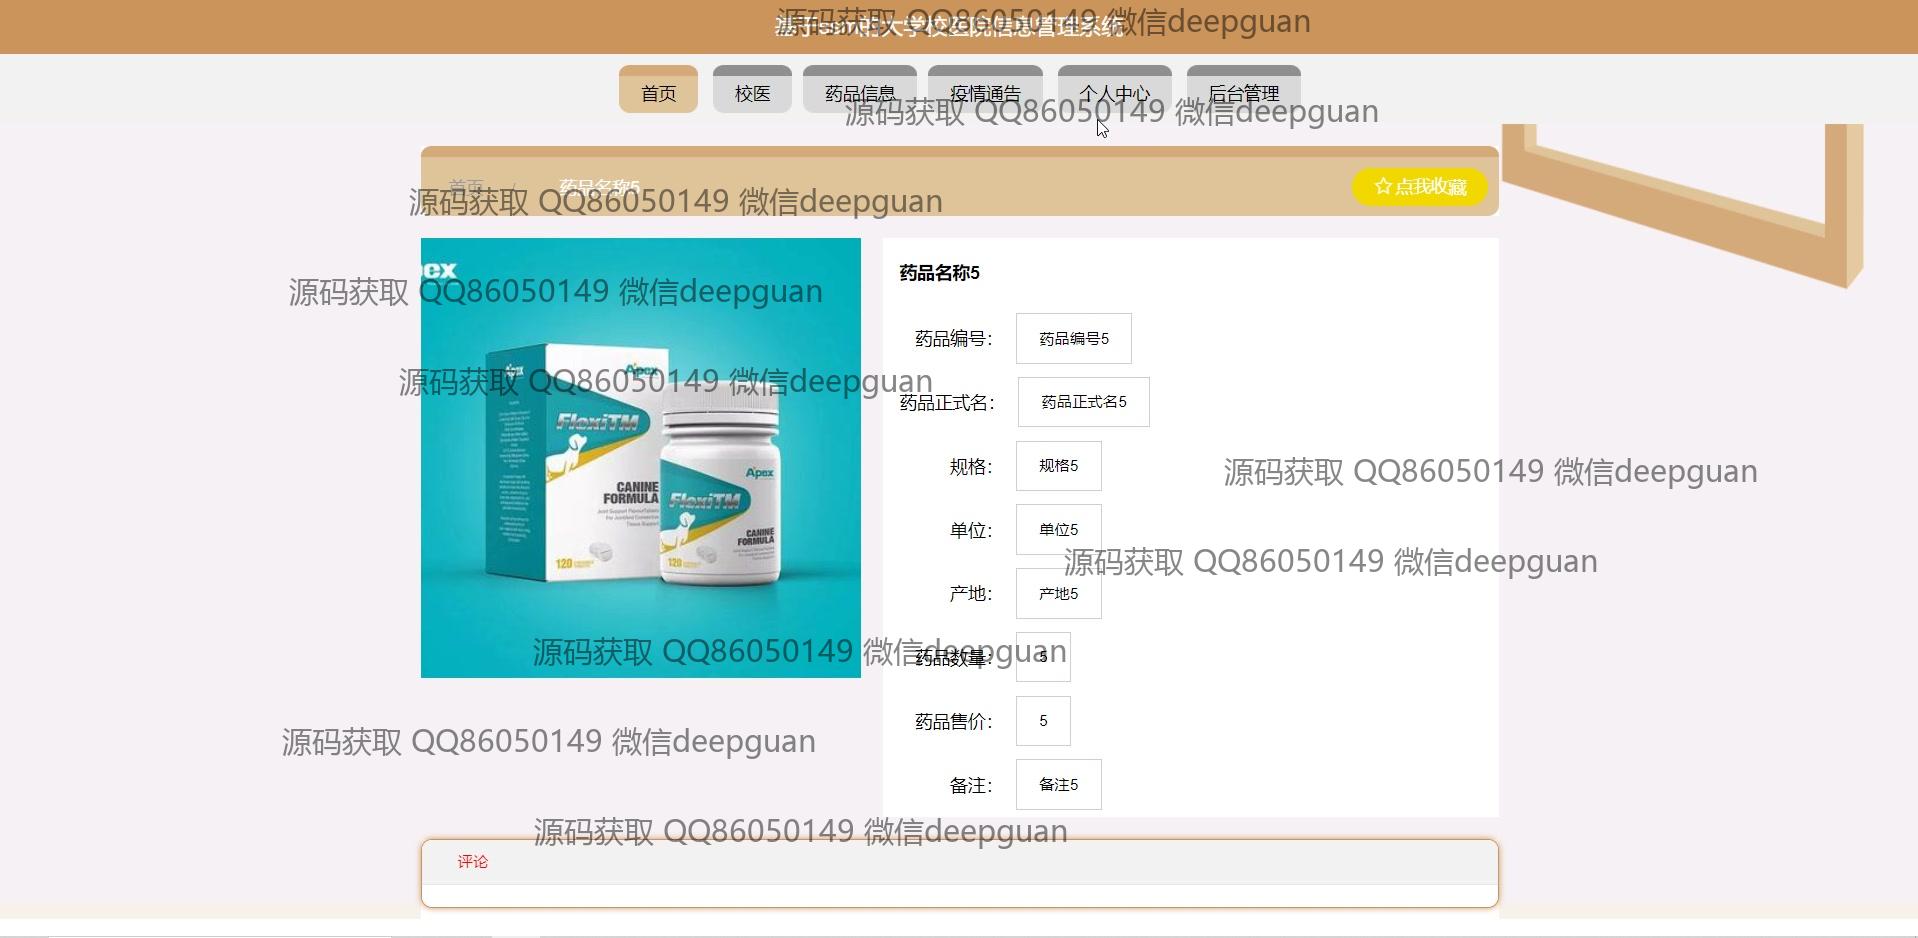 基于ssm的大学校医院信息管理系统
源码获取 QQ86050149 微信deepguan
首页 校医 药品信息 疫情通告 个人中心 后台管理
源码获取 QQ86050149 微信deepguan
首页 / 药品名称5 ☆点我收藏
源码获取 QQ86050149 微信deepguan
药品名称5
源码获取 QQ86050149 微信deepguan
药品编号： 药品编号5
Apex
Apex
源码获取 QQ86050149 微信deepguan
药品正式名： 药品正式名5
FlexiTM
规格： 规格5
Apex
源码获取 QQ86050149 微信deepguan
CANINE
FORMULA
FlexiTM
单位： 单位5
CANINE
FORMULA
120
120
源码获取 QQ86050149 微信deepguan
产地： 产地5
源码获取 QQ86050149 微信deepguan
药品数量： 5
药品售价： 5
源码获取 QQ86050149 微信deepguan
备注： 备注5
源码获取 QQ86050149 微信deepguan
评论